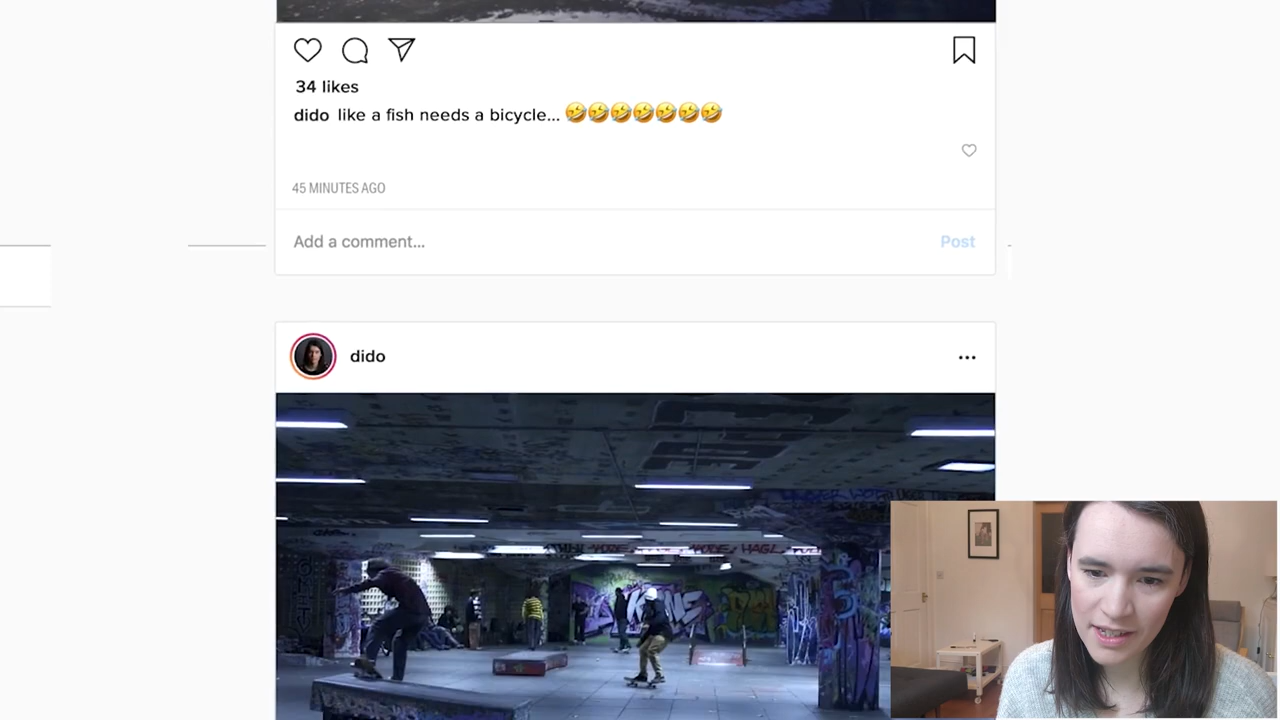 34 likes
dido like a fish needs a bicycle... 🤣🤣🤣🤣🤣🤣🤣
45 MINUTES AGO
Add a comment... Post
dido